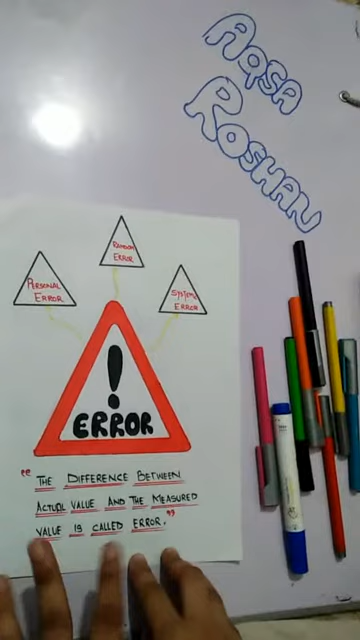 Aqsa
Roshan
Random
Error
Personal
Error
Systemic
Error
!
ERROR
" The Difference Between
Actual value and the measured
value is called error. "